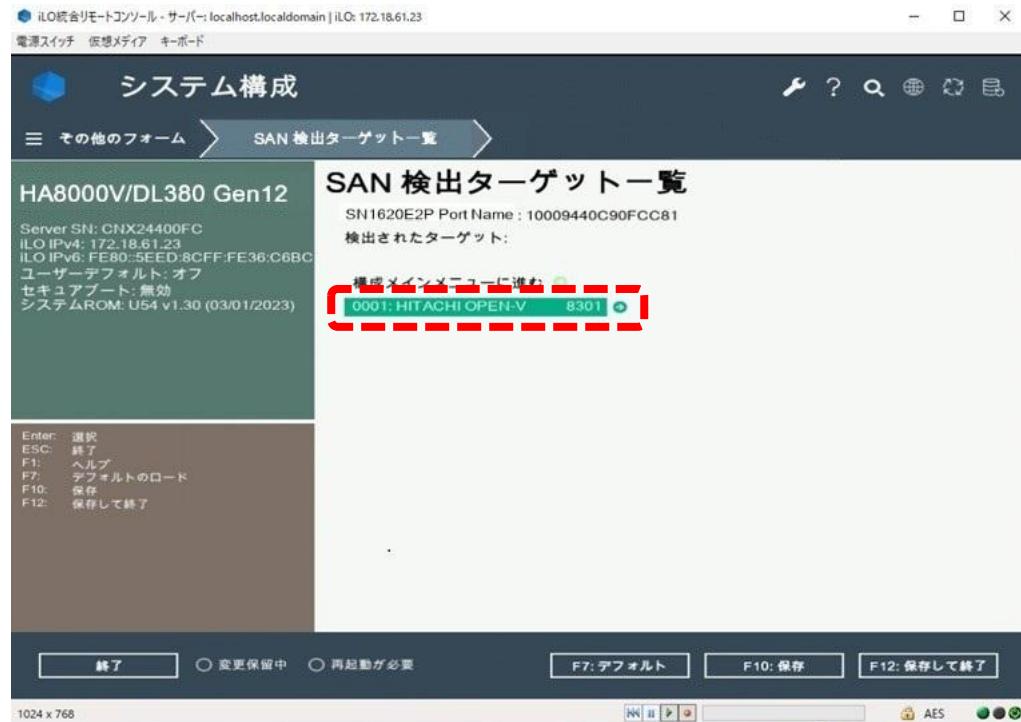 iLO統合リモートコンソール - サーバー: localhost.localdomain | iLO: 172.18.61.23
電源スイッチ 仮想メディア キーボード
システム構成
その他のフォーム
SAN 検出ターゲット一覧
HA8000V/DL380 Gen12
Server SN: CNX24400FC
iLO IPv4: 172.18.61.23
iLO IPv6: FE80::5EED:8CFF:FE36:C6BC
ユーザーデフォルト: オフ
セキュアブート: 無効
システムROM: U54 v1.30 (03/01/2023)
Enter: 選択
ESC: 終了
F1: ヘルプ
F7: デフォルトのロード
F10: 保存
F12: 保存して終了
SAN 検出ターゲット一覧
SN1620E2P Port Name : 10009440C90FCC81
検出されたターゲット:
構成メインメニューに進む
0001: HITACHI OPEN-V 8301
終了
変更保留中
再起動が必要
F7: デフォルト
F10: 保存
F12: 保存して終了
1024 x 768
AES